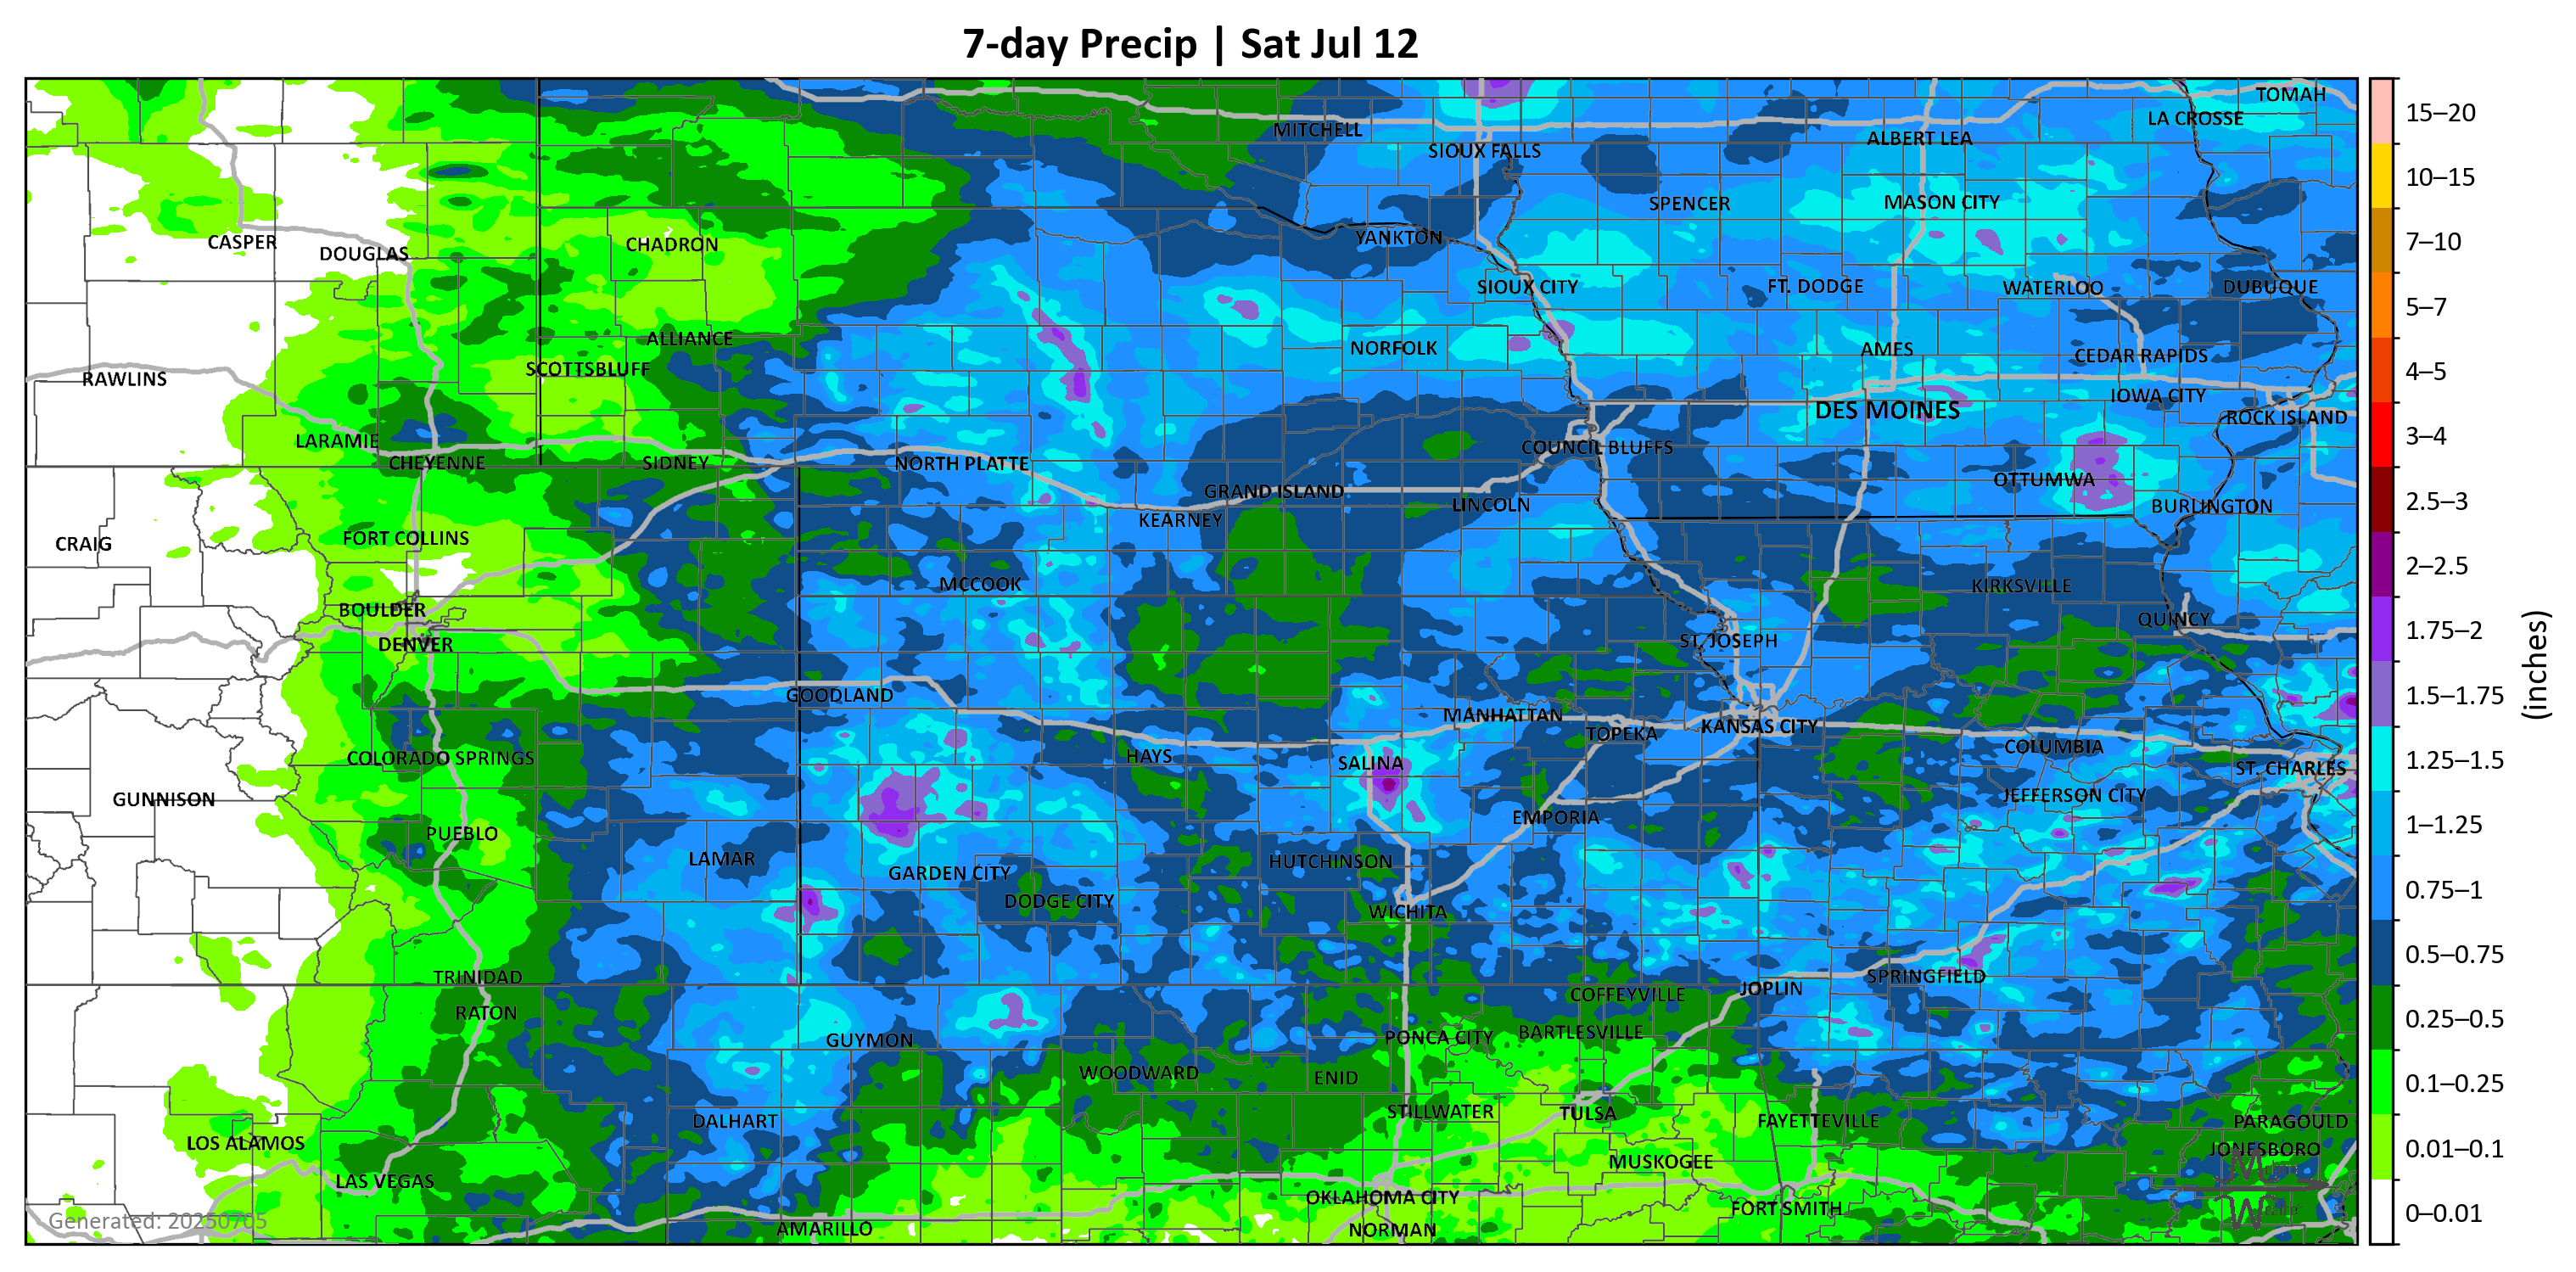 7-day Precip | Sat Jul 12
TOMAH
LA CROSSE
MITCHELL
ALBERT LEA
SIOUX FALLS
SPENCER
MASON CITY
YANKTON
CASPER
DOUGLAS
CHADRON
SIOUX CITY
FT. DODGE
WATERLOO
DUBUQUE
ALLIANCE
NORFOLK
AMES
CEDAR RAPIDS
SCOTTSBLUFF
RAWLINS
IOWA CITY
DES MOINES
ROCK ISLAND
LARAMIE
COUNCIL BLUFFS
CHEYENNE
SIDNEY
NORTH PLATTE
OTTUMWA
GRAND ISLAND
LINCOLN
BURLINGTON
KEARNEY
CRAIG
FORT COLLINS
MCCOOK
KIRKSVILLE
BOULDER
QUINCY
DENVER
ST. JOSEPH
GOODLAND
MANHATTAN
KANSAS CITY
TOPEKA
COLUMBIA
COLORADO SPRINGS
HAYS
SALINA
ST. CHARLES
GUNNISON
JEFFERSON CITY
PUEBLO
EMPORIA
LAMAR
HUTCHINSON
GARDEN CITY
DODGE CITY
WICHITA
TRINIDAD
SPRINGFIELD
JOPLIN
COFFEYVILLE
RATON
GUYMON
PONCA CITY
BARTLESVILLE
WOODWARD
ENID
STILLWATER
TULSA
DALHART
FAYETTEVILLE
PARAGOULD
LOS ALAMOS
JONESBORO
MUSKOGEE
LAS VEGAS
OKLAHOMA CITY
FORT SMITH
AMARILLO
NORMAN
Generated: 20250705
15–20
10–15
7–10
5–7
4–5
3–4
2.5–3
2–2.5
1.75–2
1.5–1.75
1.25–1.5
1–1.25
0.75–1
0.5–0.75
0.25–0.5
0.1–0.25
0.01–0.1
0–0.01
(inches)